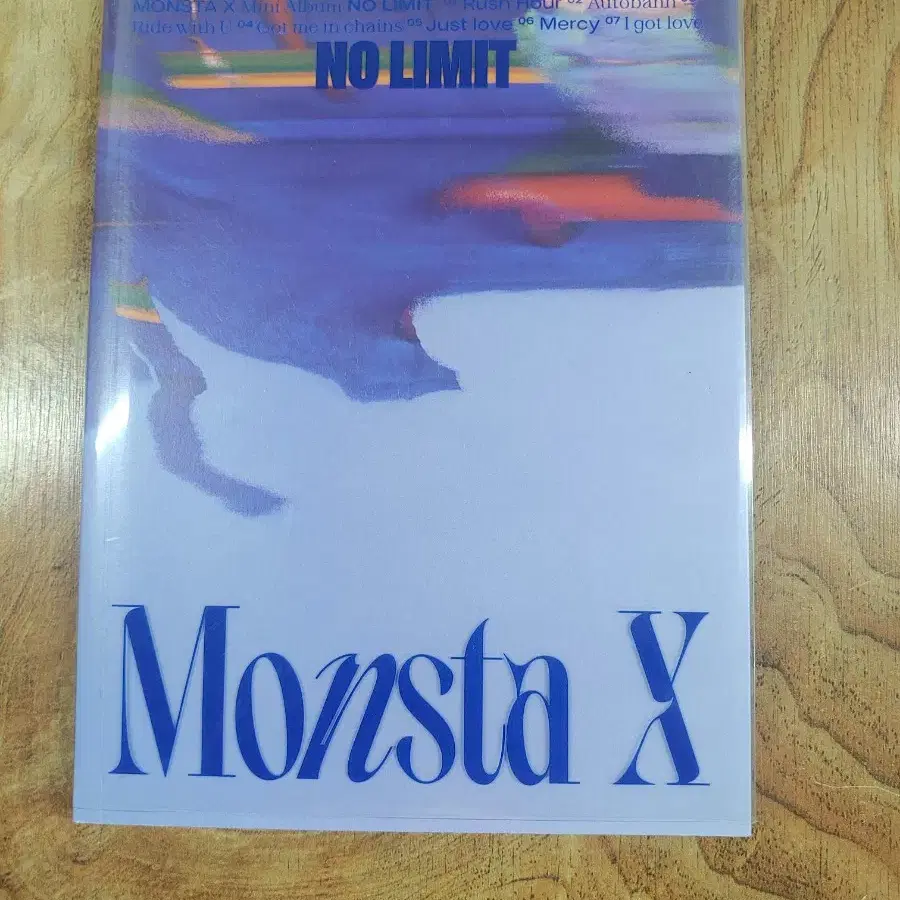 MONSTA X Mini Album NO LIMIT 01 Rush Hour 02 Autobahn 03
Ride with U 04 Got me in chains 05 Just love 06 Mercy 07 I got love
NO LIMIT
Monsta X